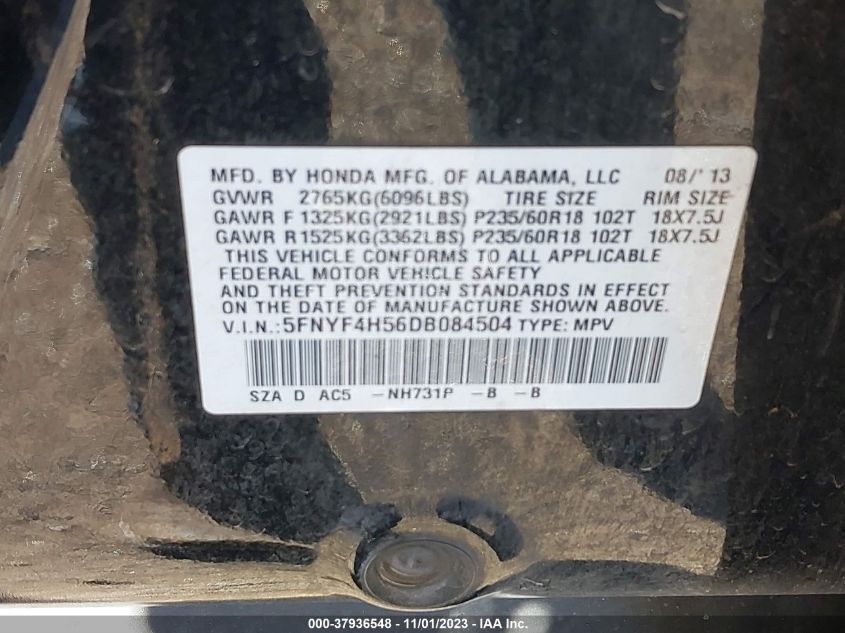 MFD. BY HONDA MFG. OF ALABAMA, LLC 08/'13
GVWR 2765KG(6096LBS) TIRE SIZE RIM SIZE
GAWR F 1325KG(2921LBS) P235/60R18 102T 18X7.5J
GAWR R 1525KG(3362LBS) P235/60R18 102T 18X7.5J
THIS VEHICLE CONFORMS TO ALL APPLICABLE
FEDERAL MOTOR VEHICLE SAFETY
AND THEFT PREVENTION STANDARDS IN EFFECT
ON THE DATE OF MANUFACTURE SHOWN ABOVE.
V.I.N.:5FNYF4H56DB084504 TYPE: MPV
SZA D AC5 -NH731P -B -B
000-37936548 — 11/01/2023 — IAA Inc.